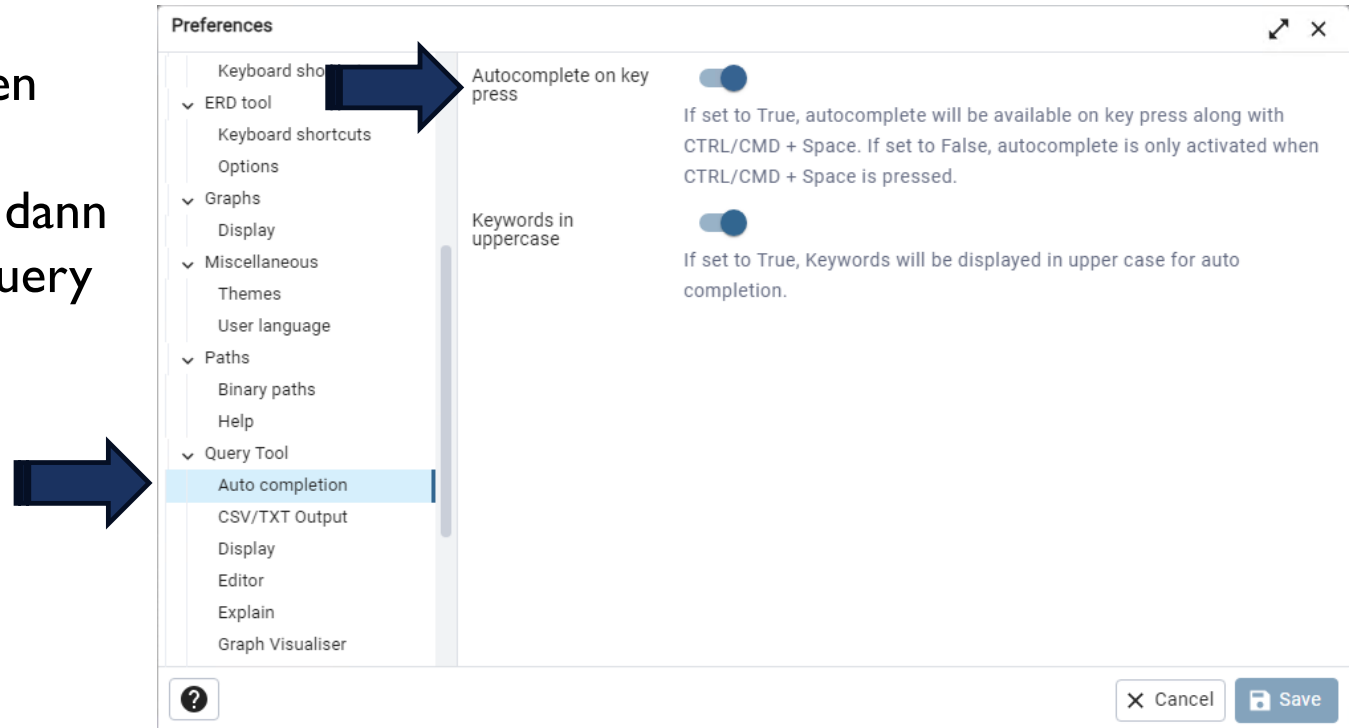 en
dann
uery
Preferences
Keyboard sho
ERD tool
Keyboard shortcuts
Options
Graphs
Display
Miscellaneous
Themes
User language
Paths
Binary paths
Help
Query Tool
Auto completion
CSV/TXT Output
Display
Editor
Explain
Graph Visualiser
Autocomplete on key
press
If set to True, autocomplete will be available on key press along with
CTRL/CMD + Space. If set to False, autocomplete is only activated when
CTRL/CMD + Space is pressed.
Keywords in
uppercase
If set to True, Keywords will be displayed in upper case for auto
completion.
?
Cancel
Save